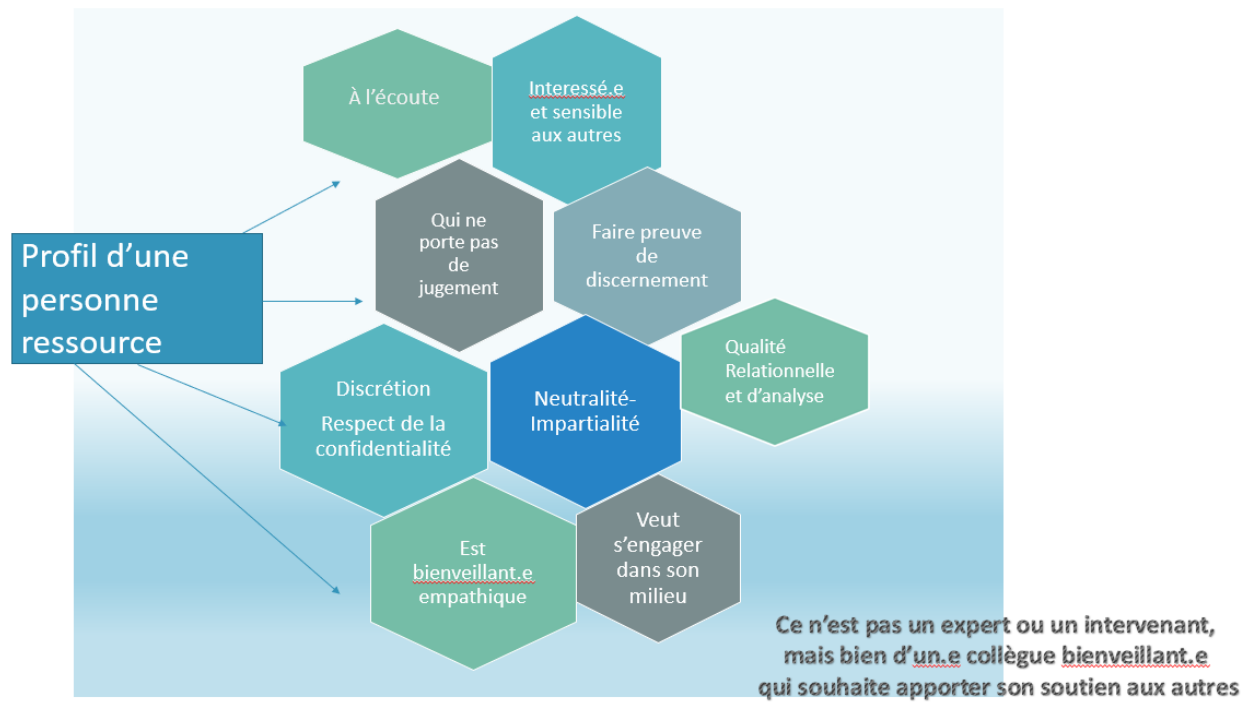 À l’écoute
Interessé.e
et sensible
aux autres
Qui ne
porte pas
de
jugement
Faire preuve
de
discernement
Profil d’une
personne
ressource
Qualité
Relationnelle
et d’analyse
Discrétion
Respect de la
confidentialité
Neutralité-
Impartialité
Est
bienveillant.e
empathique
Veut
s’engager
dans son
milieu
Ce n’est pas un expert ou un intervenant,
mais bien d’un.e collègue bienveillant.e
qui souhaite apporter son soutien aux autres